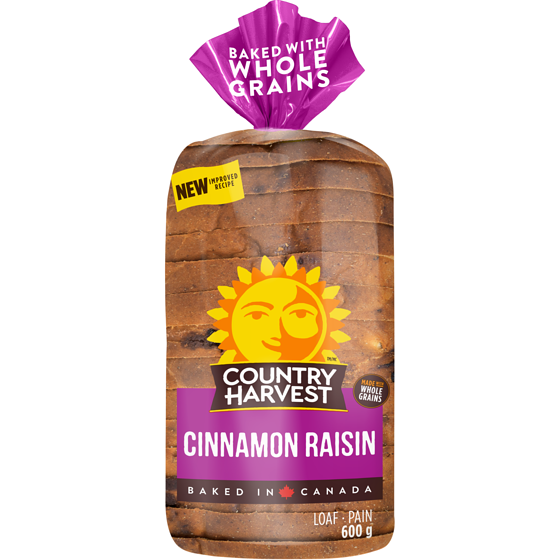 BAKED WITH
WHOLE
GRAINS
NEW IMPROVED
RECIPE
COUNTRY
HARVEST
MADE WITH
WHOLE
GRAINS
CINNAMON RAISIN
BAKED IN CANADA
LOAF · PAIN
600 g